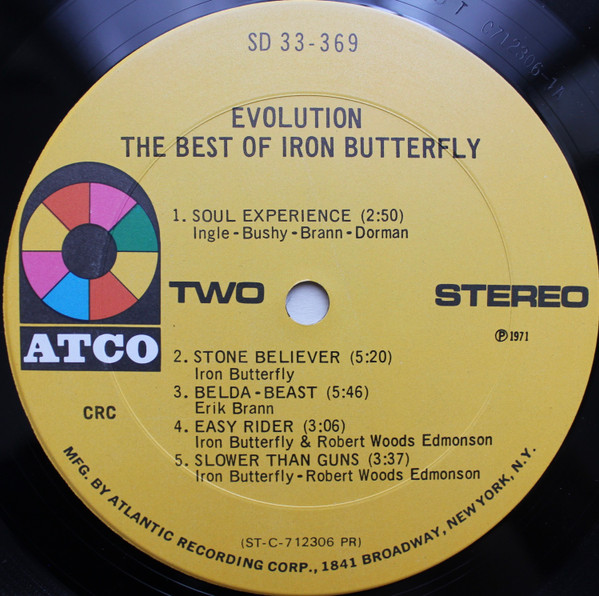 SD 33-369
EVOLUTION
THE BEST OF IRON BUTTERFLY
1. SOUL EXPERIENCE (2:50)
Ingle-Bushy-Brann-Dorman
TWO
STEREO
℗ 1971
ATCO
2. STONE BELIEVER (5:20)
Iron Butterfly
3. BELDA-BEAST (5:46)
Erik Brann
CRC
4. EASY RIDER (3:06)
Iron Butterfly & Robert Woods Edmonson
5. SLOWER THAN GUNS (3:37)
Iron Butterfly-Robert Woods Edmonson
(ST-C-712306 PR)
MFG. BY ATLANTIC RECORDING CORP., 1841 BROADWAY, NEW YORK, N.Y.